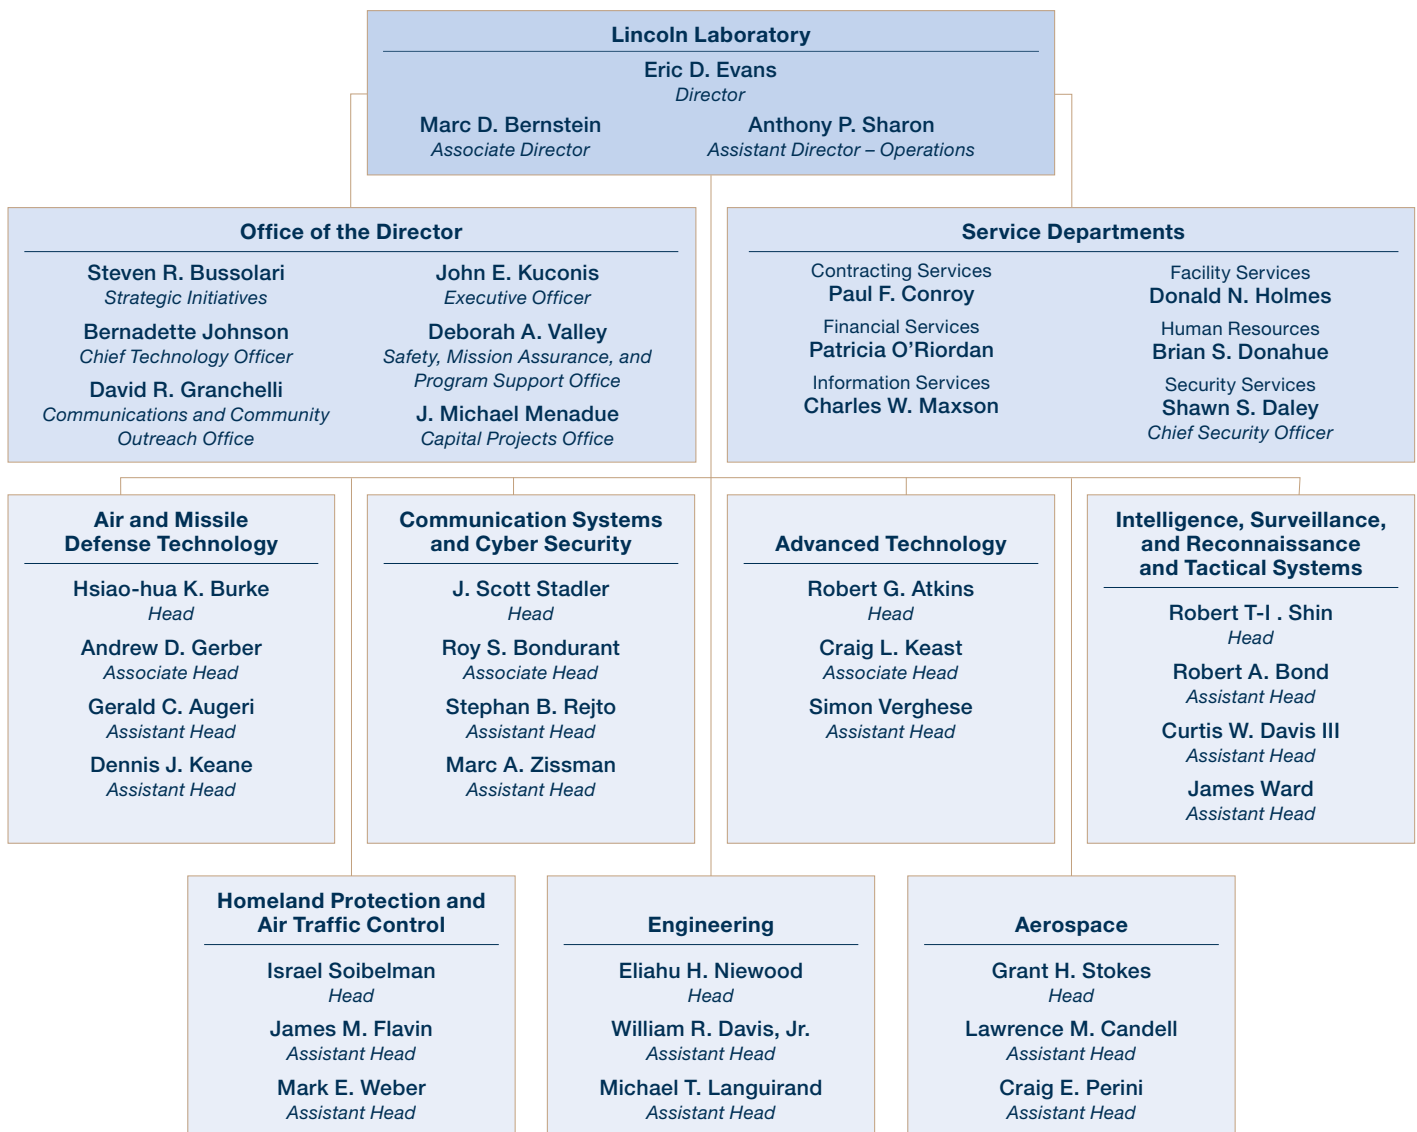 Lincoln Laboratory
Eric D. Evans
Director
Marc D. Bernstein
Associate Director
Anthony P. Sharon
Assistant Director – Operations
Office of the Director
Steven R. Bussolari
Strategic Initiatives
Bernadette Johnson
Chief Technology Officer
David R. Granchelli
Communications and Community
Outreach Office
John E. Kuconis
Executive Officer
Deborah A. Valley
Safety, Mission Assurance, and
Program Support Office
J. Michael Menadue
Capital Projects Office
Service Departments
Contracting Services
Paul F. Conroy
Financial Services
Patricia O’Riordan
Information Services
Charles W. Maxson
Facility Services
Donald N. Holmes
Human Resources
Brian S. Donahue
Security Services
Shawn S. Daley
Chief Security Officer
Air and Missile
Defense Technology
Hsiao-hua K. Burke
Head
Andrew D. Gerber
Associate Head
Gerald C. Augeri
Assistant Head
Dennis J. Keane
Assistant Head
Communication Systems
and Cyber Security
J. Scott Stadler
Head
Roy S. Bondurant
Associate Head
Stephan B. Rejto
Assistant Head
Marc A. Zissman
Assistant Head
Advanced Technology
Robert G. Atkins
Head
Craig L. Keast
Associate Head
Simon Verghese
Assistant Head
Intelligence, Surveillance,
and Reconnaissance
and Tactical Systems
Robert T-I . Shin
Head
Robert A. Bond
Assistant Head
Curtis W. Davis III
Assistant Head
James Ward
Assistant Head
Homeland Protection and
Air Traffic Control
Israel Soibelman
Head
James M. Flavin
Assistant Head
Mark E. Weber
Assistant Head
Engineering
Eliahu H. Niewood
Head
William R. Davis, Jr.
Assistant Head
Michael T. Languirand
Assistant Head
Aerospace
Grant H. Stokes
Head
Lawrence M. Candell
Assistant Head
Craig E. Perini
Assistant Head